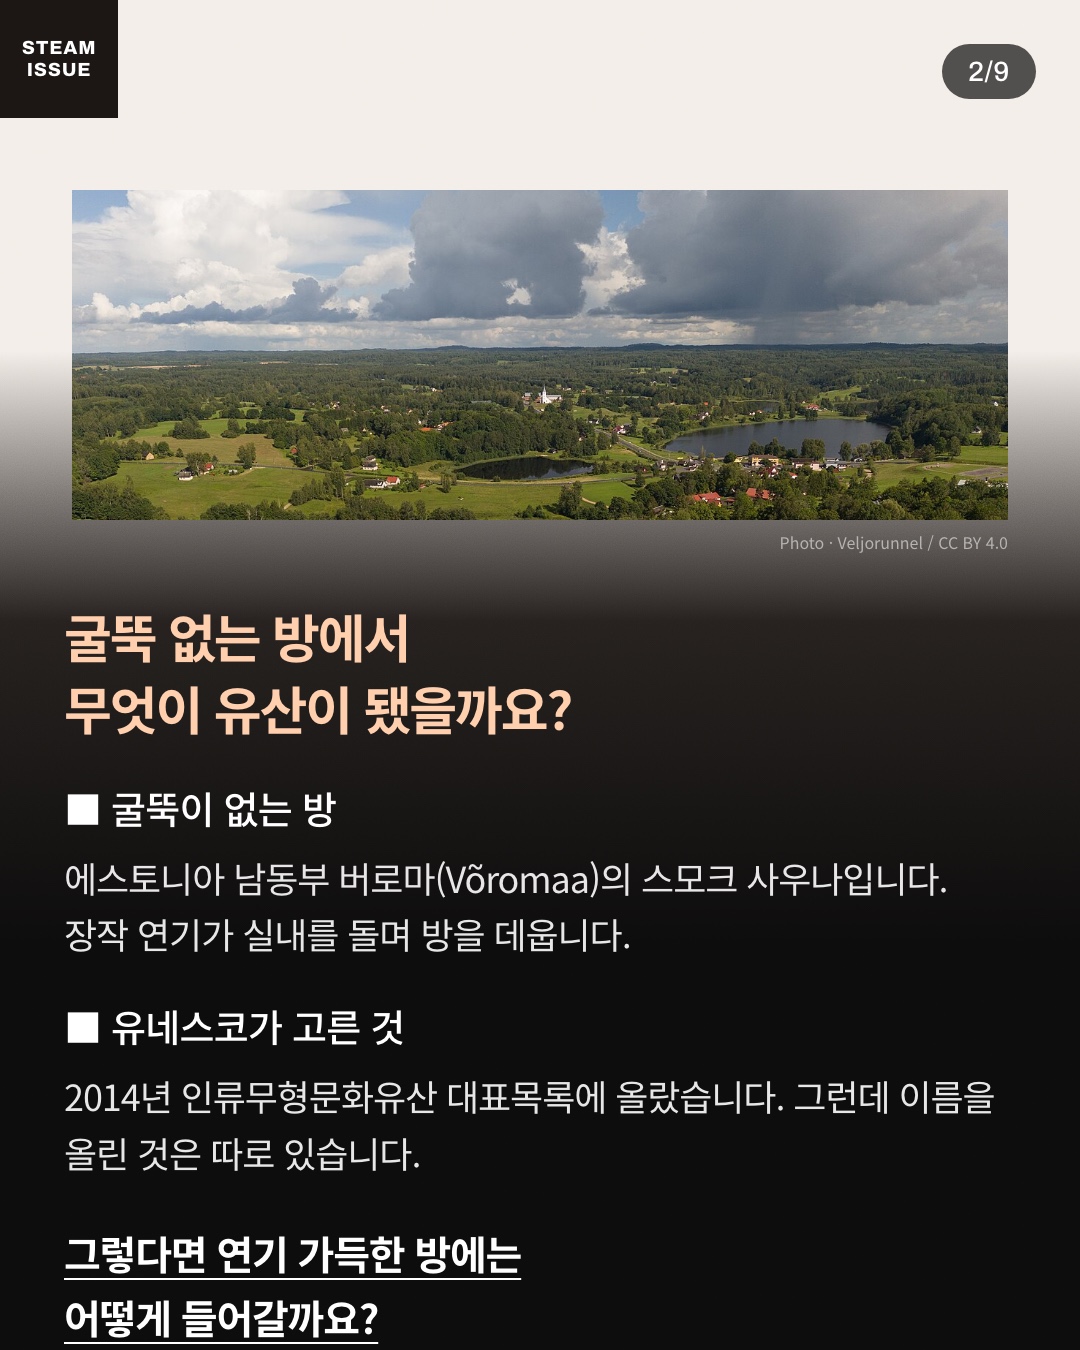 STEAM
ISSUE
2/9
Photo · Veljorunnel / CC BY 4.0
굴뚝 없는 방에서
무엇이 유산이 됐을까요?
■ 굴뚝이 없는 방
에스토니아 남동부 버로마(Võromaa)의 스모크 사우나입니다.
장작 연기가 실내를 돌며 방을 데웁니다.
■ 유네스코가 고른 것
2014년 인류무형문화유산 대표목록에 올랐습니다. 그런데 이름을
올린 것은 따로 있습니다.
그렇다면 연기 가득한 방에는
어떻게 들어갈까요?